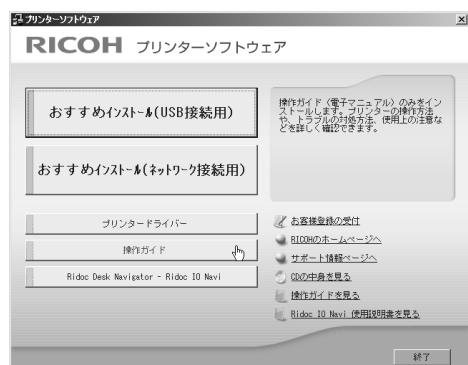 プリンターソフトウェア
RICOH プリンターソフトウェア
おすすめインストール(USB接続用)
おすすめインストール(ネットワーク接続用)
プリンタードライバー
操作ガイド
Ridoc Desk Navigator - Ridoc IO Navi
操作ガイド(電子マニュアル)のみをイン
ストールします。プリンターの操作方法
や、トラブルの対処方法、使用上の注意な
どを詳しく確認できます。
お客様登録の受付
RICOHのホームページへ
サポート情報ページへ
CDの中身を見る
操作ガイドを見る
Ridoc IO Navi 使用説明書を見る
終了